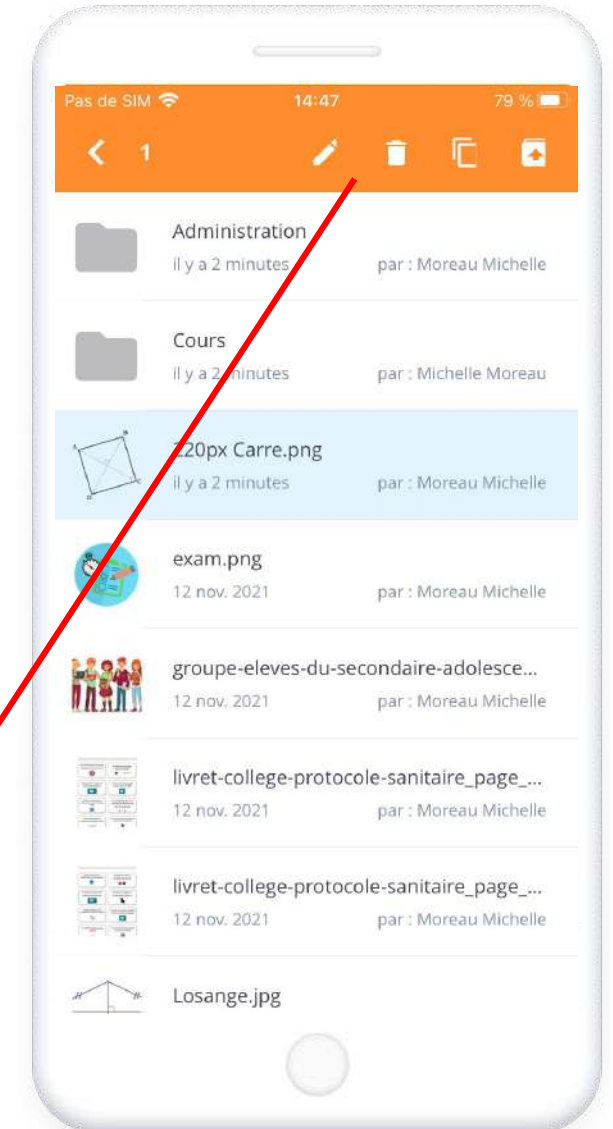 Pas de SIM 14:47 79 %
1
Administration
il y a 2 minutes par : Moreau Michelle
Cours
il y a 2 minutes par : Michelle Moreau
220px Carre.png
il y a 2 minutes par : Moreau Michelle
exam.png
12 nov. 2021 par : Moreau Michelle
groupe-eleves-du-secondaire-adolesce...
12 nov. 2021 par : Moreau Michelle
livret-college-protocole-sanitaire_page_...
12 nov. 2021 par : Moreau Michelle
livret-college-protocole-sanitaire_page_...
12 nov. 2021 par : Moreau Michelle
Losange.jpg